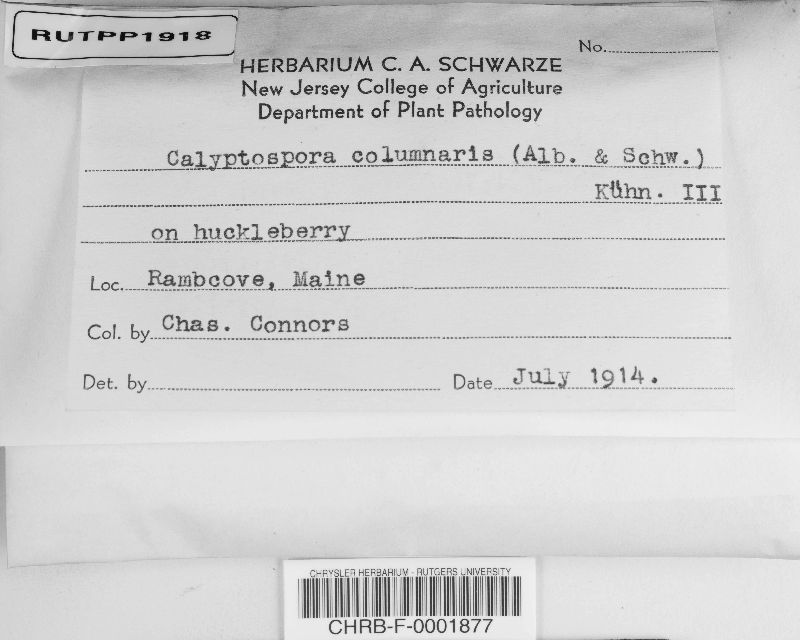 RUTPP1918
No.
HERBARIUM C. A. SCHWARZE
New Jersey College of Agriculture
Department of Plant Pathology
Calyptospora columnaris (Alb. & Schw.)
Kühn. III
on huckleberry
Loc. Rambcove, Maine
Col. by Chas. Connors
Det. by Date July 1914.
CHRYSLER HERBARIUM - RUTGERS UNIVERSITY
CHRB-F-0001877